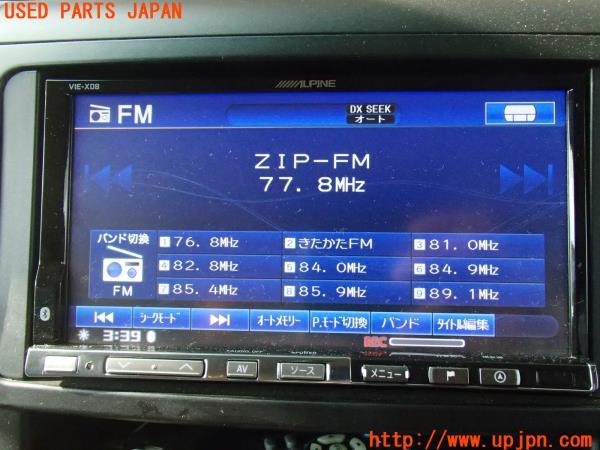 USED PARTS JAPAN
VIE-X08
ALPINE
FM
DX SEEK
オート
ZIP-FM
77.8MHz
バンド切換
FM
1 76.8MHz
2 きたかたFM
3 81.0MHz
4 82.8MHz
5 84.0MHz
6 84.9MHz
7 85.4MHz
8 85.9MHz
9 89.1MHz
シークモード
オートメモリー
P.モード切換
バンド
タイトル編集
3:39
REC
AV
ソース
メニュー
http://www.upjpn.com/